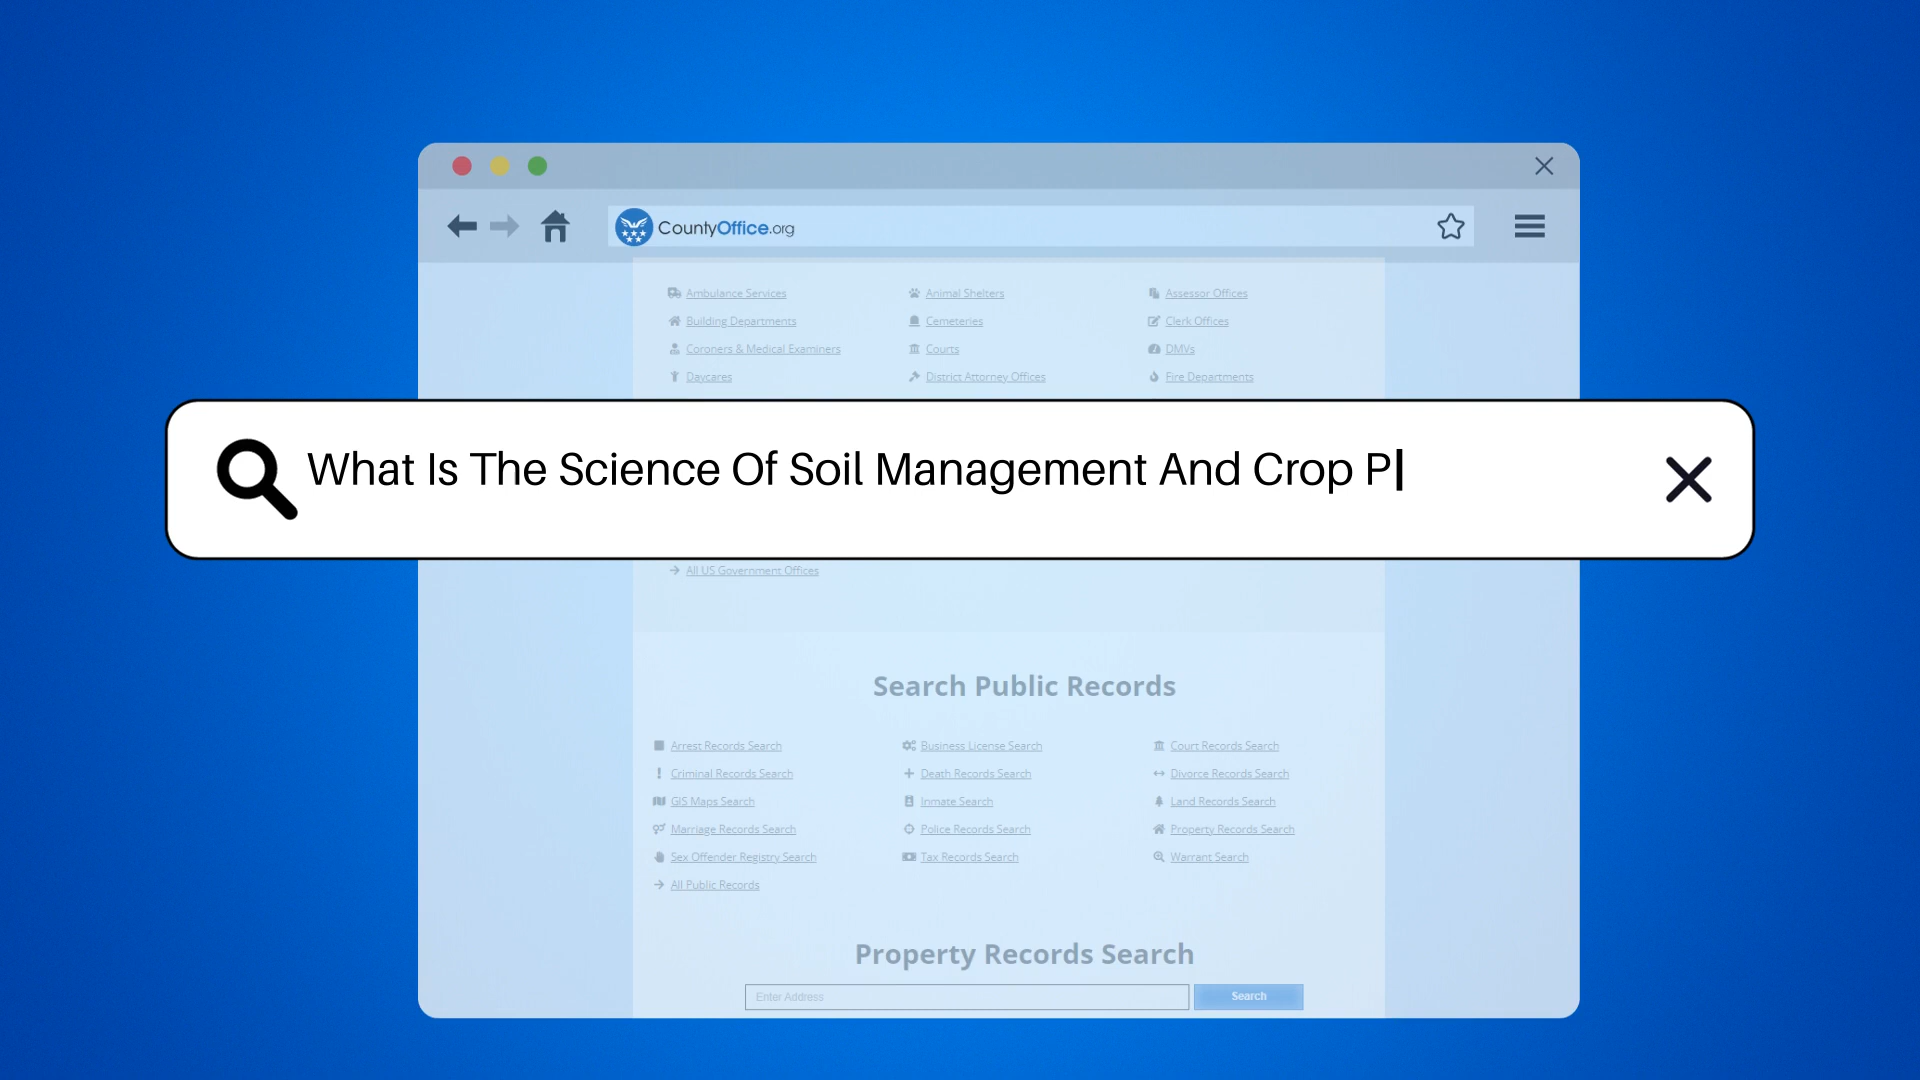 CountyOffice.org
Ambulance Services Animal Shelters Assessor Offices
Building Departments Cemeteries Clerk Offices
Coroners & Medical Examiners Courts DMVs
Daycares District Attorney Offices Fire Departments
What Is The Science Of Soil Management And Crop P
All US Government Offices
Search Public Records
Arrest Records Search Business License Search Court Records Search
Criminal Records Search Death Records Search Divorce Records Search
GIS Maps Search Inmate Search Land Records Search
Marriage Records Search Police Records Search Property Records Search
Sex Offender Registry Search Tax Records Search Warrant Search
All Public Records
Property Records Search
Enter Address Search